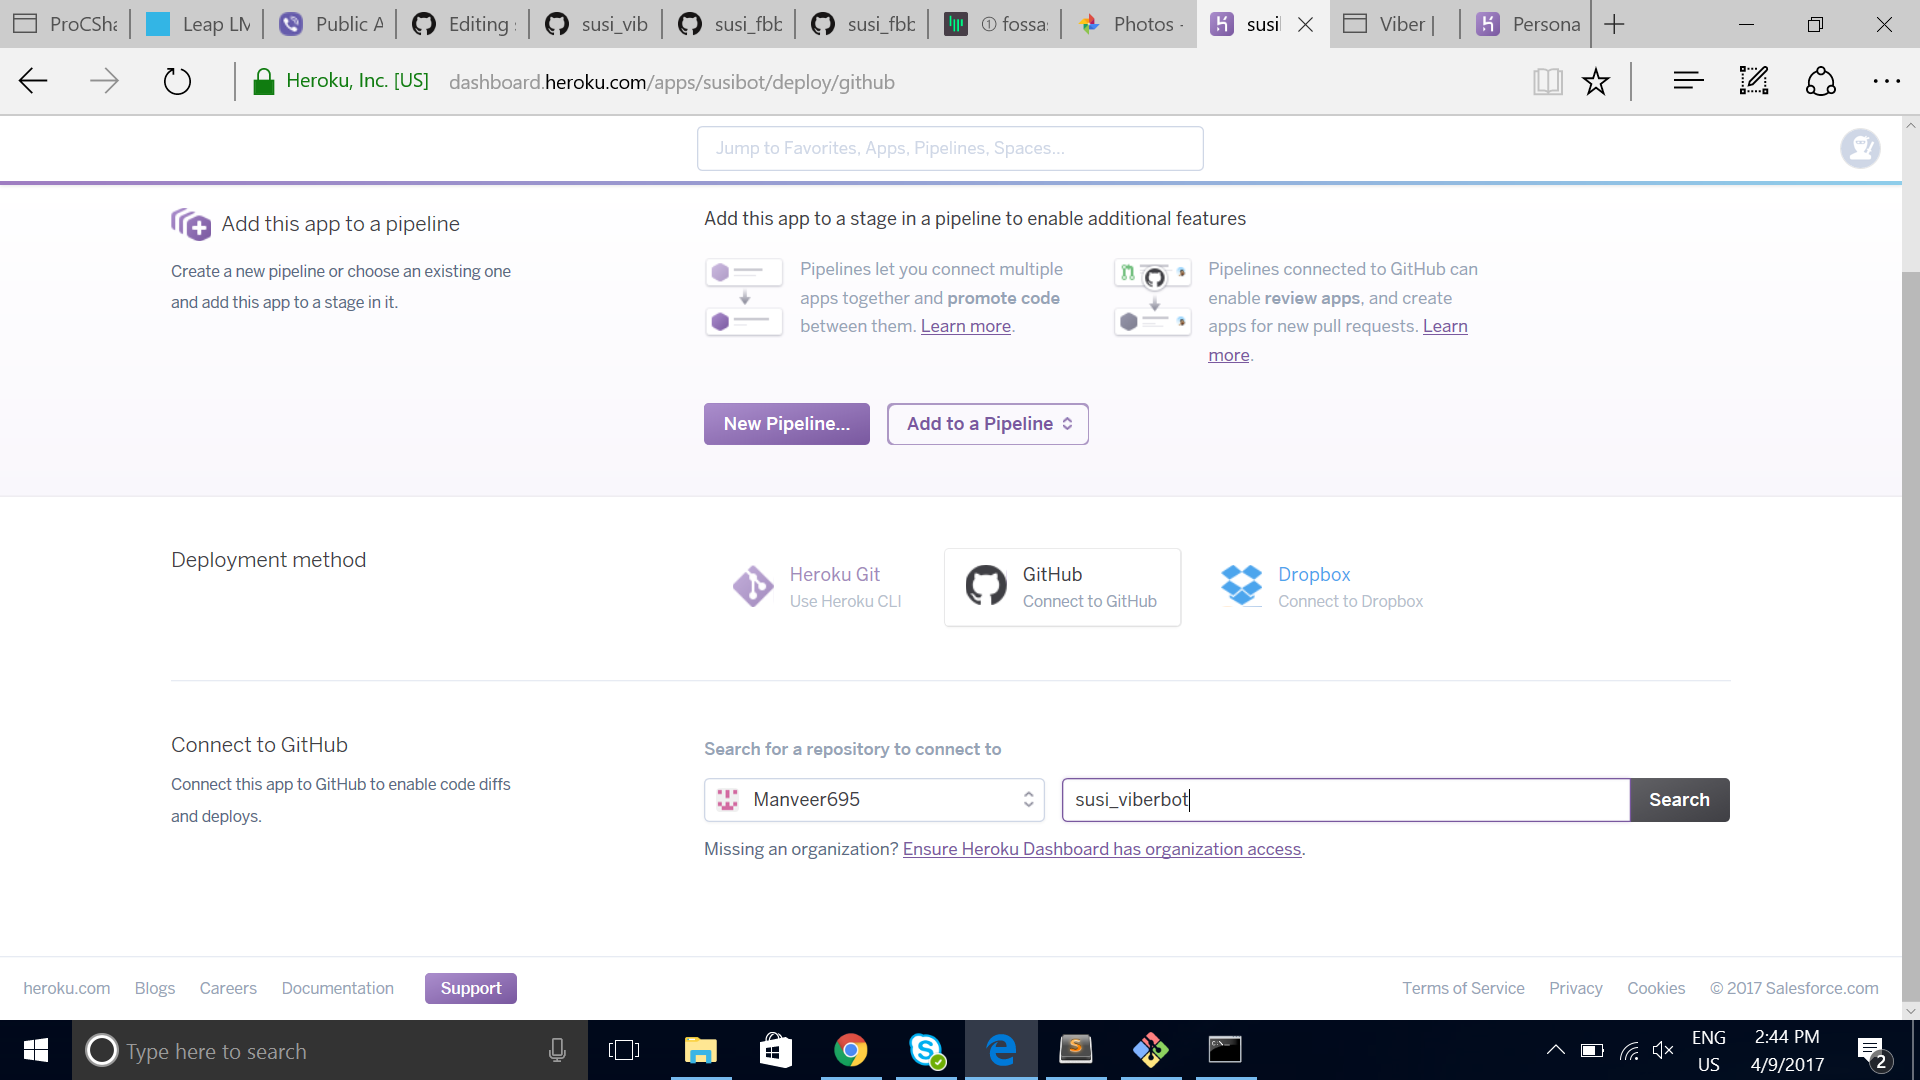 ProCSha
Leap LM
Public A
Editing
susi_vib
susi_fbb
susi_fbb
① fossa
Photos -
susil
Viber |
Persona
Heroku, Inc. [US]
dashboard.heroku.com/apps/susibot/deploy/github
Jump to Favorites, Apps, Pipelines, Spaces...
Add this app to a pipeline
Create a new pipeline or choose an existing one
and add this app to a stage in it.
Add this app to a stage in a pipeline to enable additional features
Pipelines let you connect multiple
apps together and promote code
between them. Learn more.
Pipelines connected to GitHub can
enable review apps, and create
apps for new pull requests. Learn
more.
New Pipeline...
Add to a Pipeline
Deployment method
Heroku Git
Use Heroku CLI
GitHub
Connect to GitHub
Dropbox
Connect to Dropbox
Connect to GitHub
Connect this app to GitHub to enable code diffs
and deploys.
Search for a repository to connect to
Manveer695
susi_viberbot
Search
Missing an organization? Ensure Heroku Dashboard has organization access.
heroku.com
Blogs
Careers
Documentation
Support
Terms of Service
Privacy
Cookies
© 2017 Salesforce.com
Type here to search
ENG
US
2:44 PM
4/9/2017
2